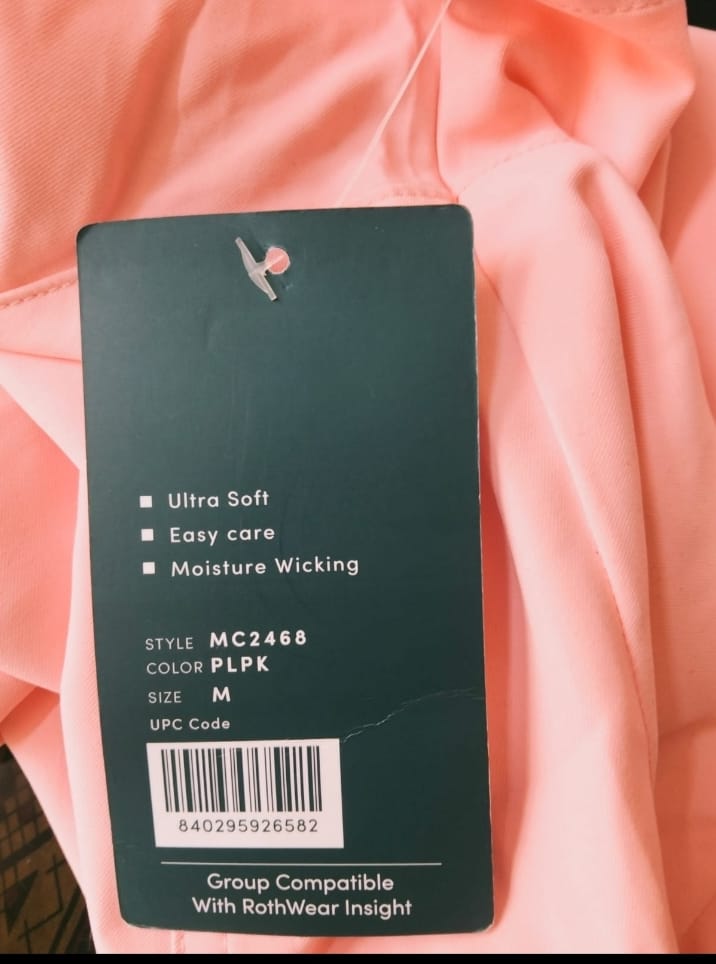 Ultra Soft
Easy care
Moisture Wicking
STYLE MC2468
COLOR PLPK
SIZE M
UPC Code
840295926582
Group Compatible
With RothWear Insight